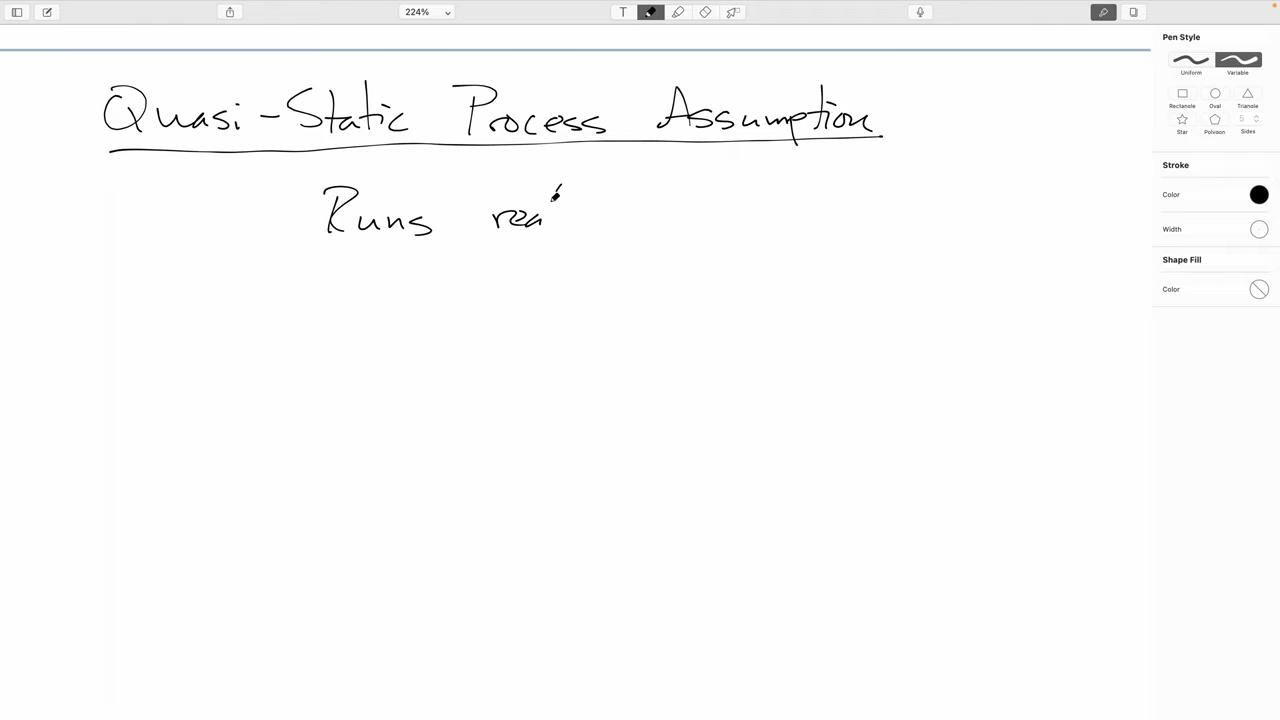 224%
T
Pen Style
Uniform Variable
Rectangle Oval Triangle
Star Polygon 5 Sides
Stroke
Color
Width
Shape Fill
Color
Quasi-Static Process Assumption
Runs rea